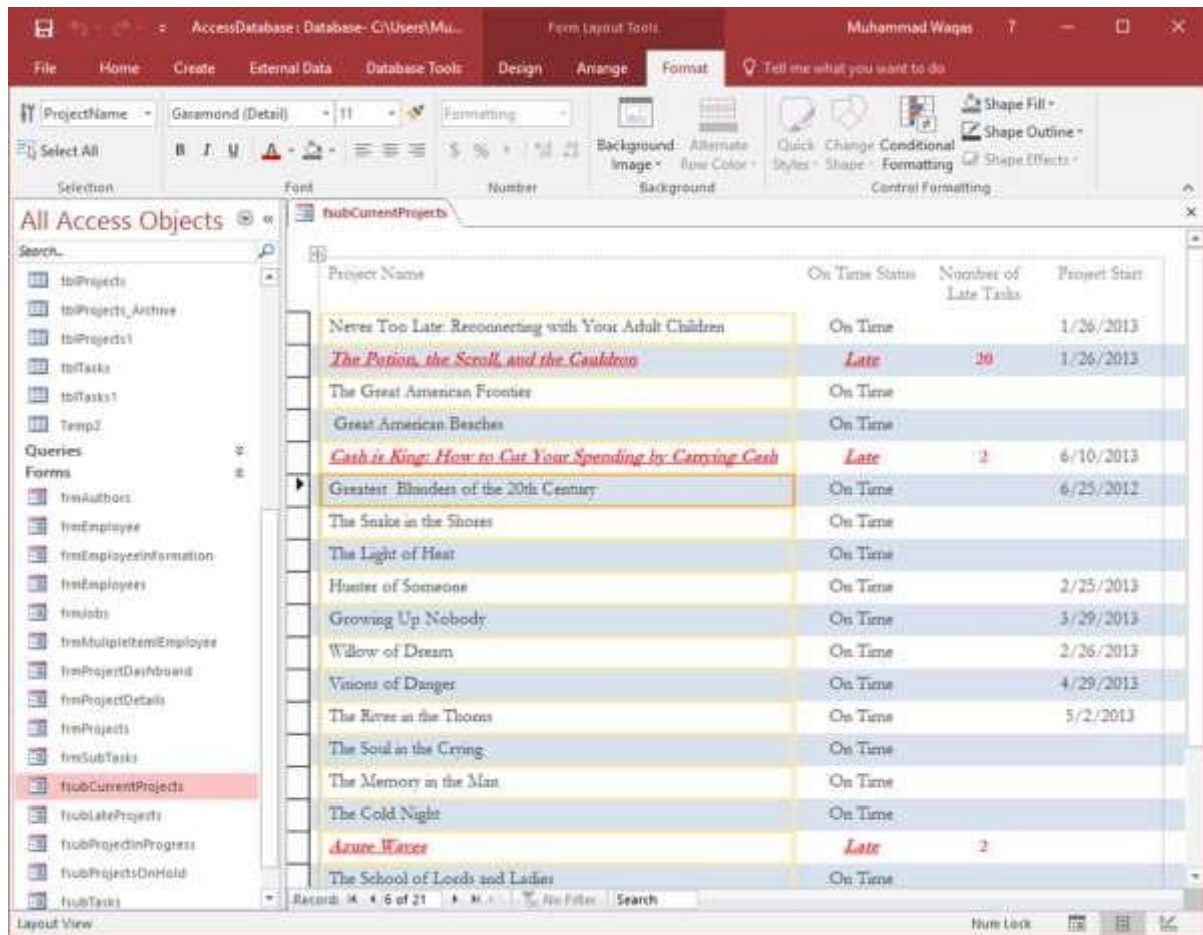 AccessDatabase : Database- C:\Users\Mu... Form Layout Tools Muhammad Waqas ?
File Home Create External Data Database Tools Design Arrange Format Tell me what you want to do
ProjectName Garamond (Detail) 11 Formatting
Select All B I U A $ %
Background Image Alternate Row Color Quick Styles Change Shape Conditional Formatting Shape Fill Shape Outline Shape Effects
Selection Font Number Background Control Formatting
All Access Objects
Search..
tblProjects
tblProjects_Archive
tblProjects1
tblTasks
tblTasks1
Temp2
Queries
Forms
frmAuthors
frmEmployee
frmEmployeeInformation
frmEmployees
frmJobs
frmMulipleItemEmployee
frmProjectDashboard
frmProjectDetails
frmProjects
frmSubTasks
fsubCurrentProjects
fsubLateProjects
fsubProjectInProgress
fsubProjectsOnHold
fsubTasks
fsubCurrentProjects
Project Name On Time Status Number of Late Tasks Project Start
Never Too Late: Reconnecting with Your Adult Children On Time 1/26/2013
The Potion, the Scroll, and the Cauldron Late 20 1/26/2013
The Great American Frontier On Time
Great American Beaches On Time
Cash is King: How to Cut Your Spending by Carrying Cash Late 2 6/10/2013
Greatest Blunders of the 20th Century On Time 6/25/2012
The Snake in the Shores On Time
The Light of Heat On Time
Hunter of Someone On Time 2/25/2013
Growing Up Nobody On Time 3/29/2013
Willow of Dream On Time 2/26/2013
Visions of Danger On Time 4/29/2013
The River in the Thorns On Time 5/2/2013
The Soul in the Crying On Time
The Memory in the Man On Time
The Cold Night On Time
Azure Waves Late 2
The School of Lords and Ladies On Time
Record: 6 of 21 No Filter Search
Layout View Num Lock